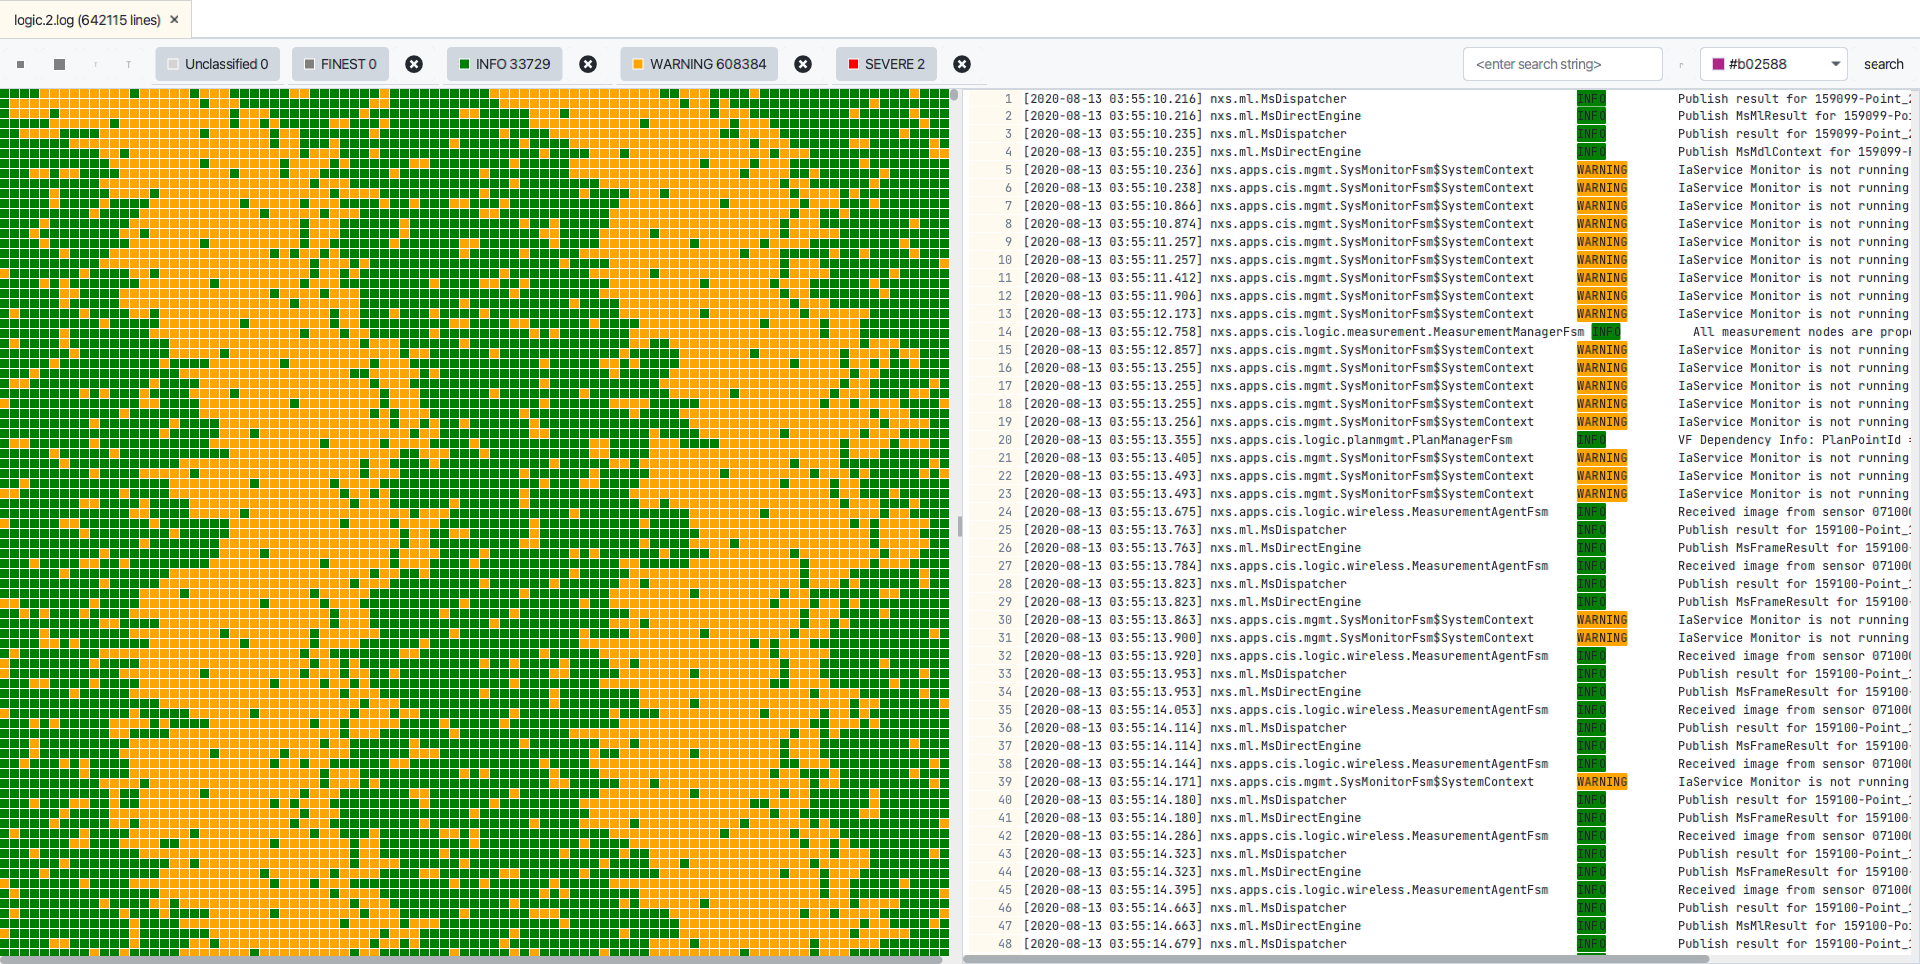 logic.2.log (642115 lines) ×
Unclassified 0 FINEST 0 INFO 33729 WARNING 608384 SEVERE 2 <enter search string> #b02588 search
1 [2020-08-13 03:55:10.216] nxs.ml.MsDispatcher INFO Publish result for 159099-Point_
2 [2020-08-13 03:55:10.216] nxs.ml.MsDirectEngine INFO Publish MsMlResult for 159099-Po
3 [2020-08-13 03:55:10.235] nxs.ml.MsDispatcher INFO Publish result for 159099-Point_
4 [2020-08-13 03:55:10.235] nxs.ml.MsDirectEngine INFO Publish MsMdlContext for 159099-
5 [2020-08-13 03:55:10.236] nxs.apps.cis.mgmt.SysMonitorFsm$SystemContext WARNING IaService Monitor is not running
6 [2020-08-13 03:55:10.238] nxs.apps.cis.mgmt.SysMonitorFsm$SystemContext WARNING IaService Monitor is not running
7 [2020-08-13 03:55:10.866] nxs.apps.cis.mgmt.SysMonitorFsm$SystemContext WARNING IaService Monitor is not running
8 [2020-08-13 03:55:10.874] nxs.apps.cis.mgmt.SysMonitorFsm$SystemContext WARNING IaService Monitor is not running
9 [2020-08-13 03:55:11.257] nxs.apps.cis.mgmt.SysMonitorFsm$SystemContext WARNING IaService Monitor is not running
10 [2020-08-13 03:55:11.257] nxs.apps.cis.mgmt.SysMonitorFsm$SystemContext WARNING IaService Monitor is not running
11 [2020-08-13 03:55:11.412] nxs.apps.cis.mgmt.SysMonitorFsm$SystemContext WARNING IaService Monitor is not running
12 [2020-08-13 03:55:11.906] nxs.apps.cis.mgmt.SysMonitorFsm$SystemContext WARNING IaService Monitor is not running
13 [2020-08-13 03:55:12.173] nxs.apps.cis.mgmt.SysMonitorFsm$SystemContext WARNING IaService Monitor is not running
14 [2020-08-13 03:55:12.758] nxs.apps.cis.logic.measurement.MeasurementManagerFsm INFO All measurement nodes are prop
15 [2020-08-13 03:55:12.857] nxs.apps.cis.mgmt.SysMonitorFsm$SystemContext WARNING IaService Monitor is not running
16 [2020-08-13 03:55:13.255] nxs.apps.cis.mgmt.SysMonitorFsm$SystemContext WARNING IaService Monitor is not running
17 [2020-08-13 03:55:13.255] nxs.apps.cis.mgmt.SysMonitorFsm$SystemContext WARNING IaService Monitor is not running
18 [2020-08-13 03:55:13.255] nxs.apps.cis.mgmt.SysMonitorFsm$SystemContext WARNING IaService Monitor is not running
19 [2020-08-13 03:55:13.256] nxs.apps.cis.mgmt.SysMonitorFsm$SystemContext WARNING IaService Monitor is not running
20 [2020-08-13 03:55:13.355] nxs.apps.cis.logic.planmgmt.PlanManagerFsm INFO VF Dependency Info: PlanPointId =
21 [2020-08-13 03:55:13.405] nxs.apps.cis.mgmt.SysMonitorFsm$SystemContext WARNING IaService Monitor is not running
22 [2020-08-13 03:55:13.493] nxs.apps.cis.mgmt.SysMonitorFsm$SystemContext WARNING IaService Monitor is not running
23 [2020-08-13 03:55:13.493] nxs.apps.cis.mgmt.SysMonitorFsm$SystemContext WARNING IaService Monitor is not running
24 [2020-08-13 03:55:13.675] nxs.apps.cis.logic.wireless.MeasurementAgentFsm INFO Received image from sensor 07100
25 [2020-08-13 03:55:13.763] nxs.ml.MsDispatcher INFO Publish result for 159100-Point_
26 [2020-08-13 03:55:13.763] nxs.ml.MsDirectEngine INFO Publish MsFrameResult for 159100-
27 [2020-08-13 03:55:13.784] nxs.apps.cis.logic.wireless.MeasurementAgentFsm INFO Received image from sensor 07100
28 [2020-08-13 03:55:13.823] nxs.ml.MsDispatcher INFO Publish result for 159100-Point_
29 [2020-08-13 03:55:13.823] nxs.ml.MsDirectEngine INFO Publish MsFrameResult for 159100-
30 [2020-08-13 03:55:13.863] nxs.apps.cis.mgmt.SysMonitorFsm$SystemContext WARNING IaService Monitor is not running
31 [2020-08-13 03:55:13.900] nxs.apps.cis.mgmt.SysMonitorFsm$SystemContext WARNING IaService Monitor is not running
32 [2020-08-13 03:55:13.920] nxs.apps.cis.logic.wireless.MeasurementAgentFsm INFO Received image from sensor 07100
33 [2020-08-13 03:55:13.953] nxs.ml.MsDispatcher INFO Publish result for 159100-Point_
34 [2020-08-13 03:55:13.953] nxs.ml.MsDirectEngine INFO Publish MsFrameResult for 159100-
35 [2020-08-13 03:55:14.053] nxs.apps.cis.logic.wireless.MeasurementAgentFsm INFO Received image from sensor 07100
36 [2020-08-13 03:55:14.114] nxs.ml.MsDispatcher INFO Publish result for 159100-Point_
37 [2020-08-13 03:55:14.114] nxs.ml.MsDirectEngine INFO Publish MsFrameResult for 159100-
38 [2020-08-13 03:55:14.144] nxs.apps.cis.logic.wireless.MeasurementAgentFsm INFO Received image from sensor 07100
39 [2020-08-13 03:55:14.171] nxs.apps.cis.mgmt.SysMonitorFsm$SystemContext WARNING IaService Monitor is not running
40 [2020-08-13 03:55:14.180] nxs.ml.MsDispatcher INFO Publish result for 159100-Point_
41 [2020-08-13 03:55:14.180] nxs.ml.MsDirectEngine INFO Publish MsFrameResult for 159100-
42 [2020-08-13 03:55:14.286] nxs.apps.cis.logic.wireless.MeasurementAgentFsm INFO Received image from sensor 07100
43 [2020-08-13 03:55:14.323] nxs.ml.MsDispatcher INFO Publish result for 159100-Point_
44 [2020-08-13 03:55:14.323] nxs.ml.MsDirectEngine INFO Publish MsFrameResult for 159100-
45 [2020-08-13 03:55:14.395] nxs.apps.cis.logic.wireless.MeasurementAgentFsm INFO Received image from sensor 07100
46 [2020-08-13 03:55:14.663] nxs.ml.MsDispatcher INFO Publish result for 159100-Point_
47 [2020-08-13 03:55:14.663] nxs.ml.MsDirectEngine INFO Publish MsMlResult for 159100-Po
48 [2020-08-13 03:55:14.679] nxs.ml.MsDispatcher INFO Publish result for 159100-Point_